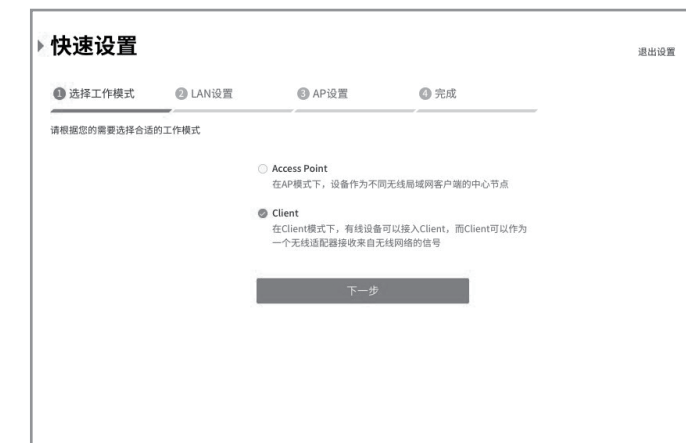 快速设置
退出设置
1 选择工作模式 2 LAN设置 3 AP设置 4 完成
请根据您的需要选择合适的工作模式
Access Point
在AP模式下，设备作为不同无线局域网客户端的中心节点
Client
在Client模式下，有线设备可以接入Client，而Client可以作为
一个无线适配器接收来自无线网络的信号
下一步